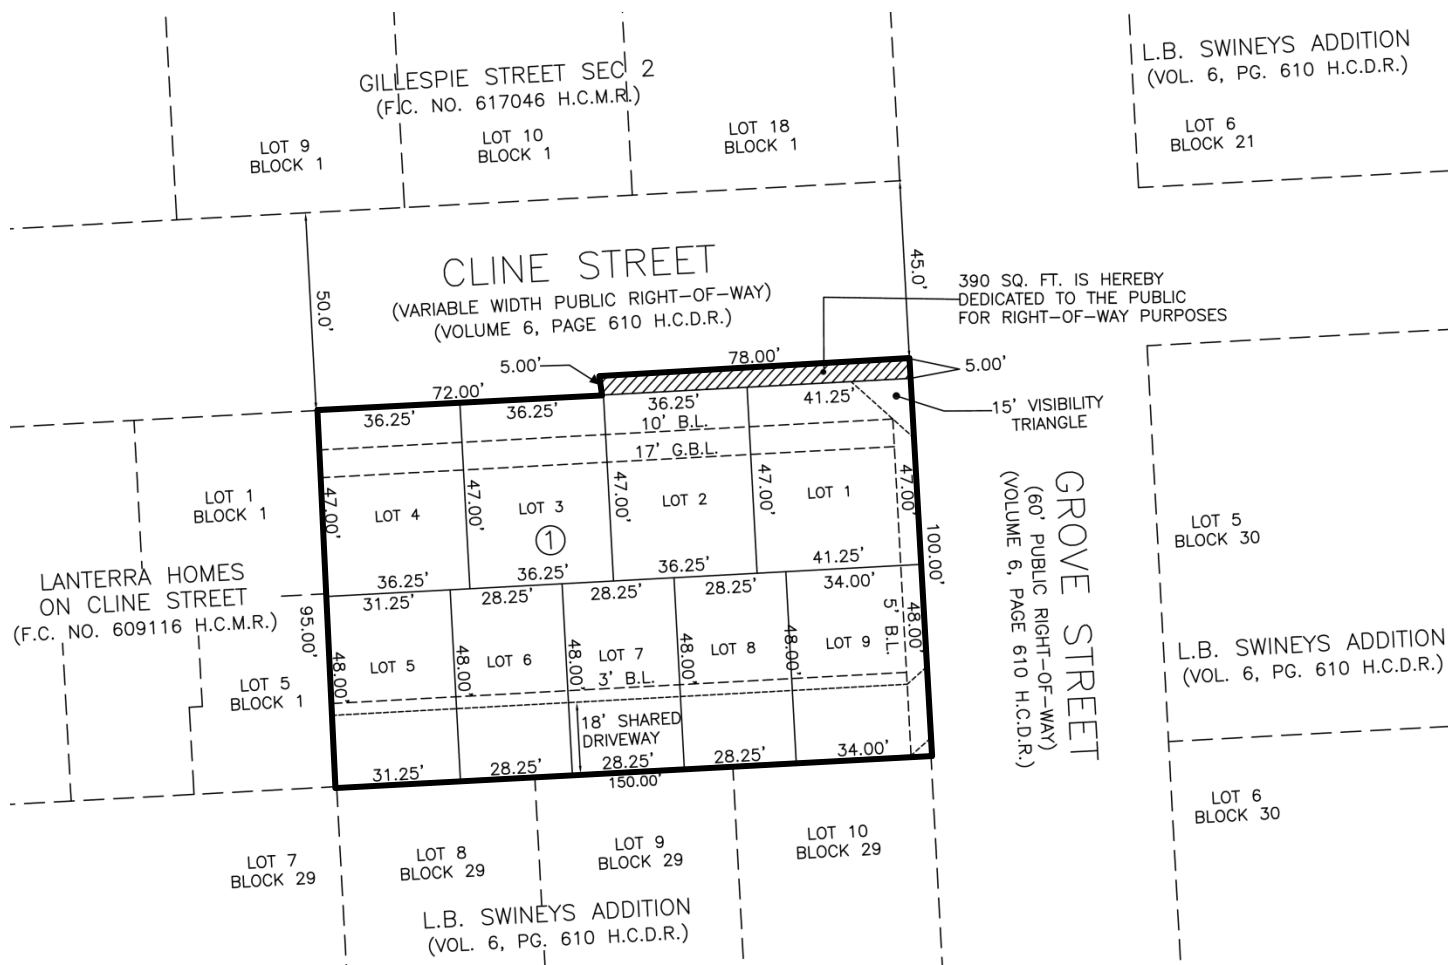 GILLESPIE STREET SEC 2
(F.C. NO. 617046 H.C.M.R.)
LOT 9
BLOCK 1
LOT 10
BLOCK 1
LOT 18
BLOCK 1
L.B. SWINEYS ADDITION
(VOL. 6, PG. 610 H.C.D.R.)
LOT 6
BLOCK 21
CLINE STREET
(VARIABLE WIDTH PUBLIC RIGHT-OF-WAY)
(VOLUME 6, PAGE 610 H.C.D.R.)
50.0'
45.0'
390 SQ. FT. IS HEREBY
DEDICATED TO THE PUBLIC
FOR RIGHT-OF-WAY PURPOSES
5.00'
78.00'
5.00'
72.00'
36.25'
36.25'
36.25'
41.25'
15' VISIBILITY
TRIANGLE
10' B.L.
17' G.B.L.
47.00'
47.00'
47.00'
47.00'
47.00'
LOT 4
LOT 3
LOT 2
LOT 1
1
36.25'
36.25'
36.25'
41.25'
100.00'
LOT 1
BLOCK 1
LANTERRA HOMES
ON CLINE STREET
(F.C. NO. 609116 H.C.M.R.)
LOT 5
BLOCK 1
95.00'
31.25'
28.25'
28.25'
28.25'
34.00'
48.00'
48.00'
48.00'
48.00'
48.00'
48.00'
LOT 5
LOT 6
LOT 7
LOT 8
LOT 9
5' B.L.
3' B.L.
18' SHARED
DRIVEWAY
31.25'
28.25'
28.25'
28.25'
34.00'
150.00'
GROVE STREET
(60' PUBLIC RIGHT-OF-WAY)
(VOLUME 6, PAGE 610 H.C.D.R.)
LOT 5
BLOCK 30
L.B. SWINEYS ADDITION
(VOL. 6, PG. 610 H.C.D.R.)
LOT 6
BLOCK 30
LOT 7
BLOCK 29
LOT 8
BLOCK 29
LOT 9
BLOCK 29
LOT 10
BLOCK 29
L.B. SWINEYS ADDITION
(VOL. 6, PG. 610 H.C.D.R.)